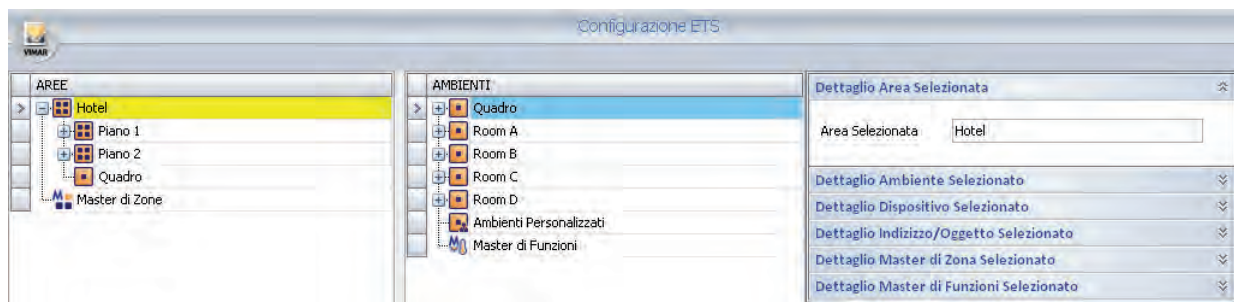 Configurazione ETS
VIMAR
AREE
Hotel
Piano 1
Piano 2
Quadro
Master di Zone
AMBIENTI
Quadro
Room A
Room B
Room C
Room D
Ambienti Personalizzati
Master di Funzioni
Dettaglio Area Selezionata
Area Selezionata Hotel
Dettaglio Ambiente Selezionato
Dettaglio Dispositivo Selezionato
Dettaglio Indizizzo/Oggetto Selezionato
Dettaglio Master di Zona Selezionato
Dettaglio Master di Funzioni Selezionato